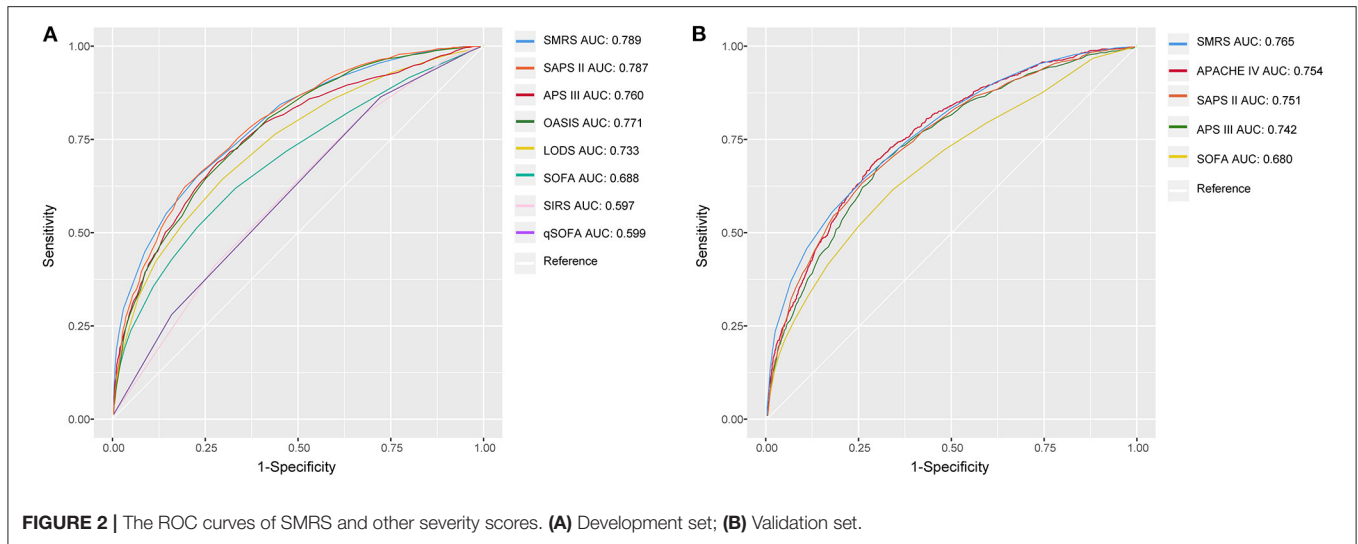 A
1.00
0.75
0.50
0.25
0.00
Sensitivity
0.00
0.25
0.50
0.75
1.00
1-Specificity
SMRS AUC: 0.789
SAPS II AUC: 0.787
APS III AUC: 0.760
OASIS AUC: 0.771
LODS AUC: 0.733
SOFA AUC: 0.688
SIRS AUC: 0.597
qSOFA AUC: 0.599
Reference
B
1.00
0.75
0.50
0.25
0.00
Sensitivity
0.00
0.25
0.50
0.75
1.00
1-Specificity
SMRS AUC: 0.765
APACHE IV AUC: 0.754
SAPS II AUC: 0.751
APS III AUC: 0.742
SOFA AUC: 0.680
Reference
FIGURE 2 | The ROC curves of SMRS and other severity scores. (A) Development set; (B) Validation set.